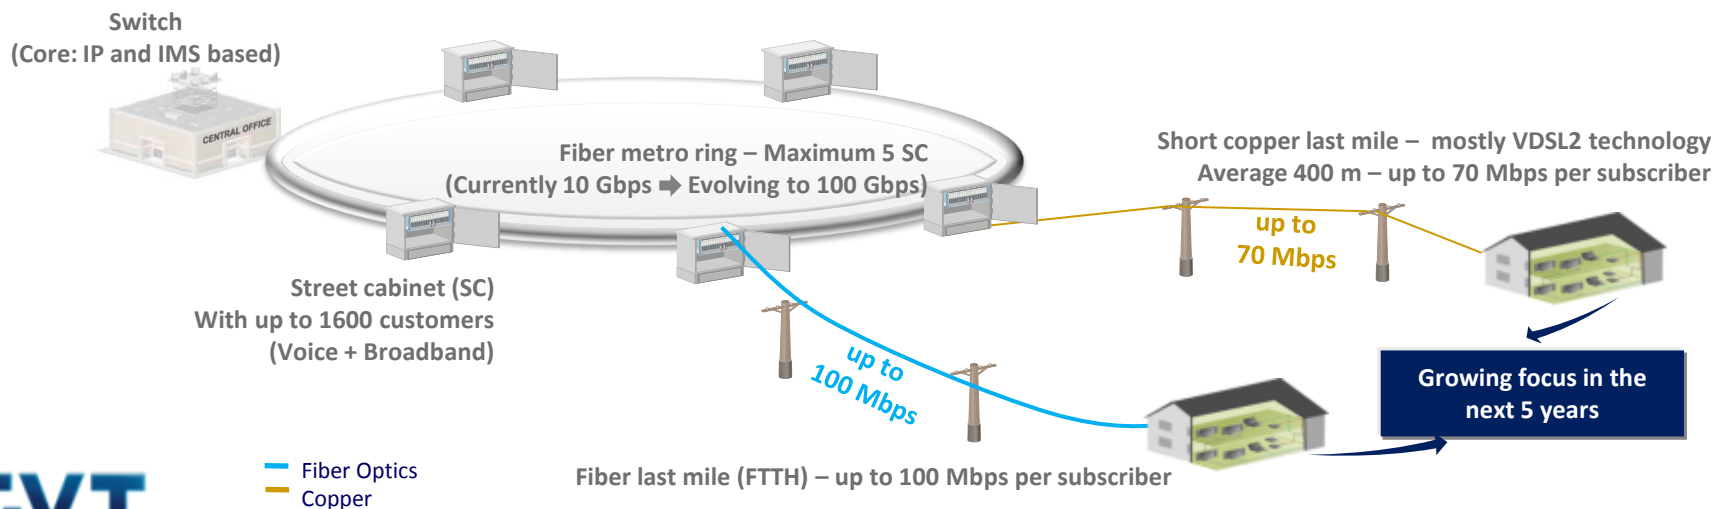 Switch
(Core: IP and IMS based)
CENTRAL OFFICE
Fiber metro ring – Maximum 5 SC
(Currently 10 Gbps ➡ Evolving to 100 Gbps)
Short copper last mile – mostly VDSL2 technology
Average 400 m – up to 70 Mbps per subscriber
up to
70 Mbps
Street cabinet (SC)
With up to 1600 customers
(Voice + Broadband)
up to
100 Mbps
Growing focus in the
next 5 years
Fiber Optics
Copper
Fiber last mile (FTTH) – up to 100 Mbps per subscriber